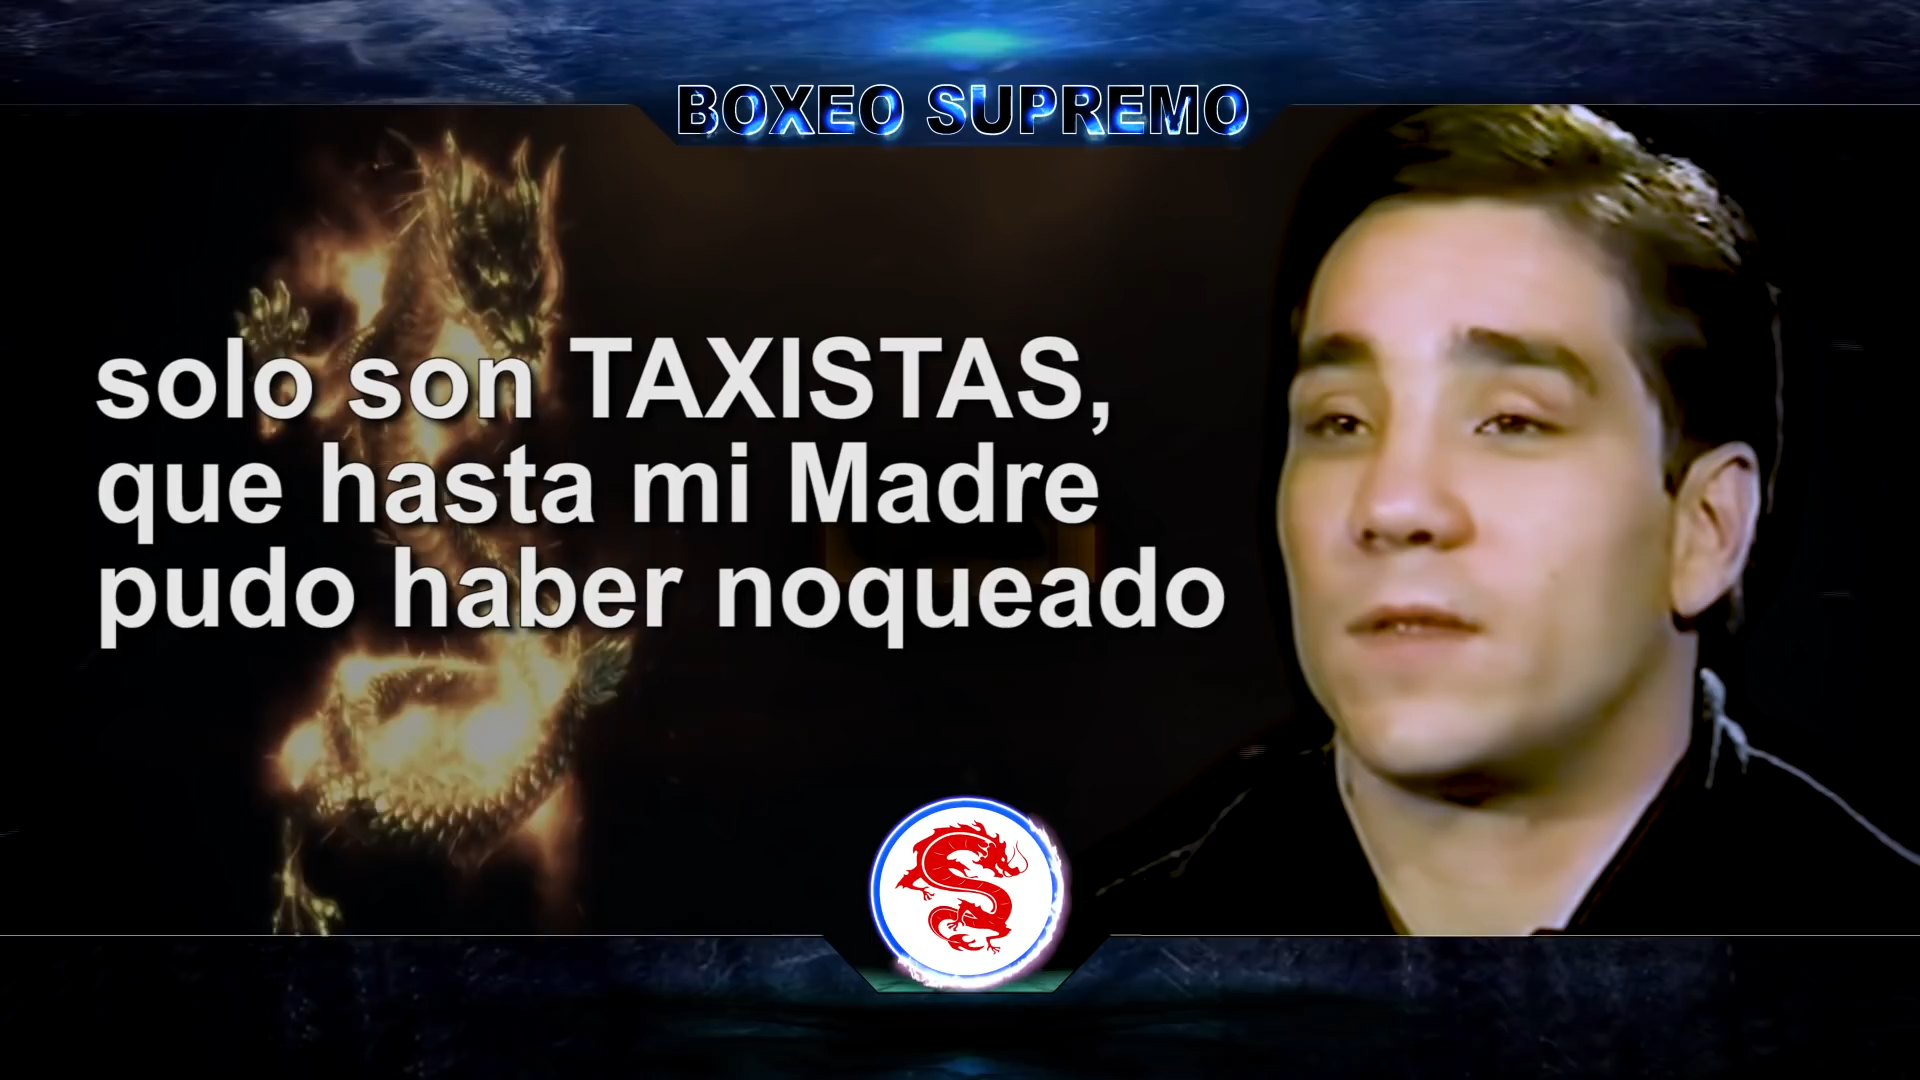 BOXEO SUPREMO
solo son TAXISTAS,
que hasta mi Madre
pudo haber noqueado